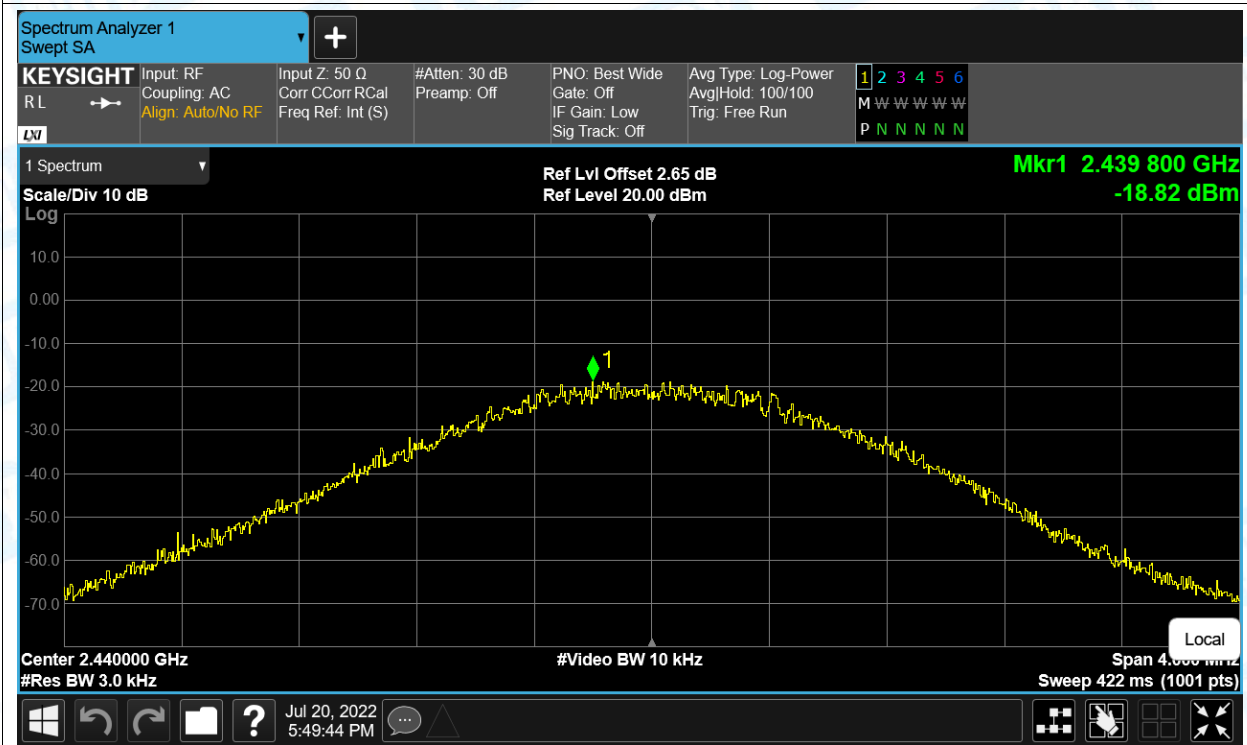 Spectrum Analyzer 1
Swept SA
KEYSIGHT
R L
LXI
Input: RF
Coupling: AC
Align: Auto/No RF
Input Z: 50 Ω
Corr CCorr RCal
Freq Ref: Int (S)
#Atten: 30 dB
Preamp: Off
PNO: Best Wide
Gate: Off
IF Gain: Low
Sig Track: Off
Avg Type: Log-Power
Avg|Hold: 100/100
Trig: Free Run
1 2 3 4 5 6
M W W W W W
P N N N N N
1 Spectrum
Scale/Div 10 dB
Log
Ref Lvl Offset 2.65 dB
Ref Level 20.00 dBm
Mkr1 2.439 800 GHz
-18.82 dBm
10.0
0.00
-10.0
1
-20.0
-30.0
-40.0
-50.0
-60.0
-70.0
Local
Center 2.440000 GHz
#Video BW 10 kHz
Span 4.000 MHz
#Res BW 3.0 kHz
Sweep 422 ms (1001 pts)
?
Jul 20, 2022
5:49:44 PM